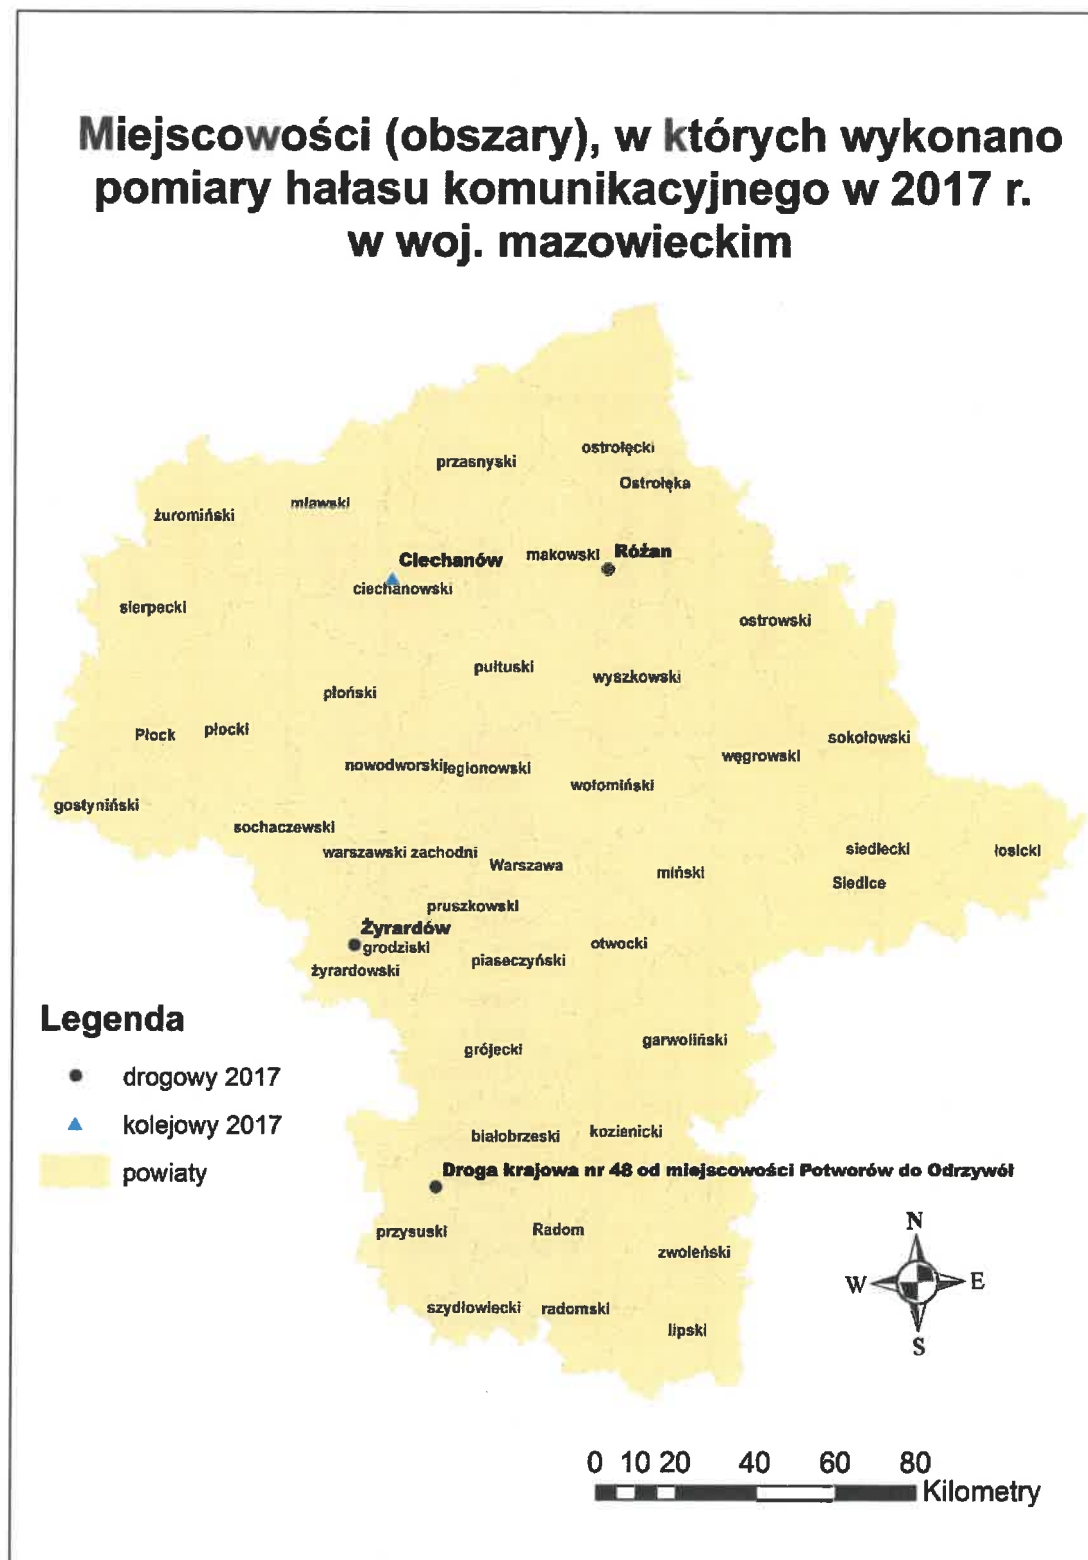 Miejscowości (obszary), w których wykonano
pomiary hałasu komunikacyjnego w 2017 r.
w woj. mazowieckim
ostrołęcki
przasnyski
Ostrołęka
mławski
żuromiński
Ciechanów
makowski
Różan
ciechanowski
sierpecki
ostrowski
pułtuski
wyszkowski
płoński
Płock
płocki
sokołowski
węgrowski
nowodworski
legionowski
wołomiński
gostyniński
sochaczewski
warszawski zachodni
siedlecki
łosicki
Warszawa
miński
Siedlce
pruszkowski
Żyrardów
grodziski
otwocki
piaseczyński
żyrardowski
Legenda
drogowy 2017
kolejowy 2017
powiaty
garwoliński
grójecki
białobrzeski
kozienicki
Droga krajowa nr 48 od miejscowości Potworów do Odrzywół
przysuski
Radom
zwoleński
szydłowiecki
radomski
lipski
N
W
E
S
0 10 20 40 60 80
Kilometry